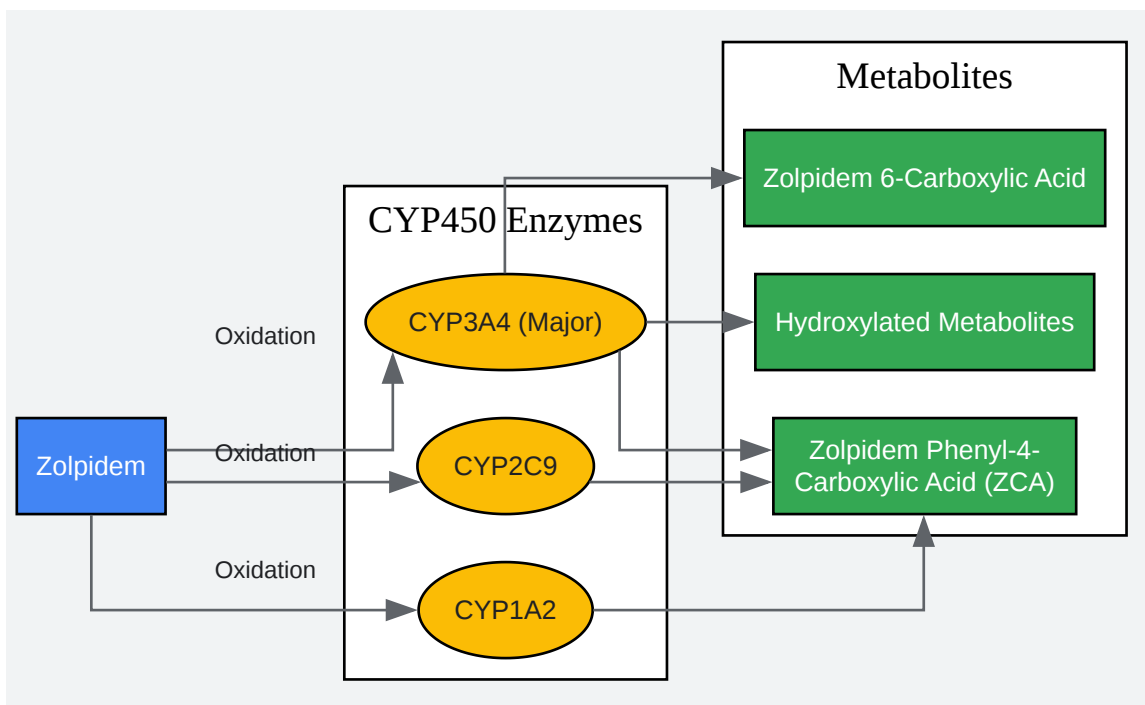 Metabolites
Zolpidem 6-Carboxylic Acid
CYP450 Enzymes
CYP3A4 (Major)
Hydroxylated Metabolites
Oxidation
Zolpidem
Oxidation
CYP2C9
Zolpidem Phenyl-4-
Carboxylic Acid (ZCA)
Oxidation
CYP1A2